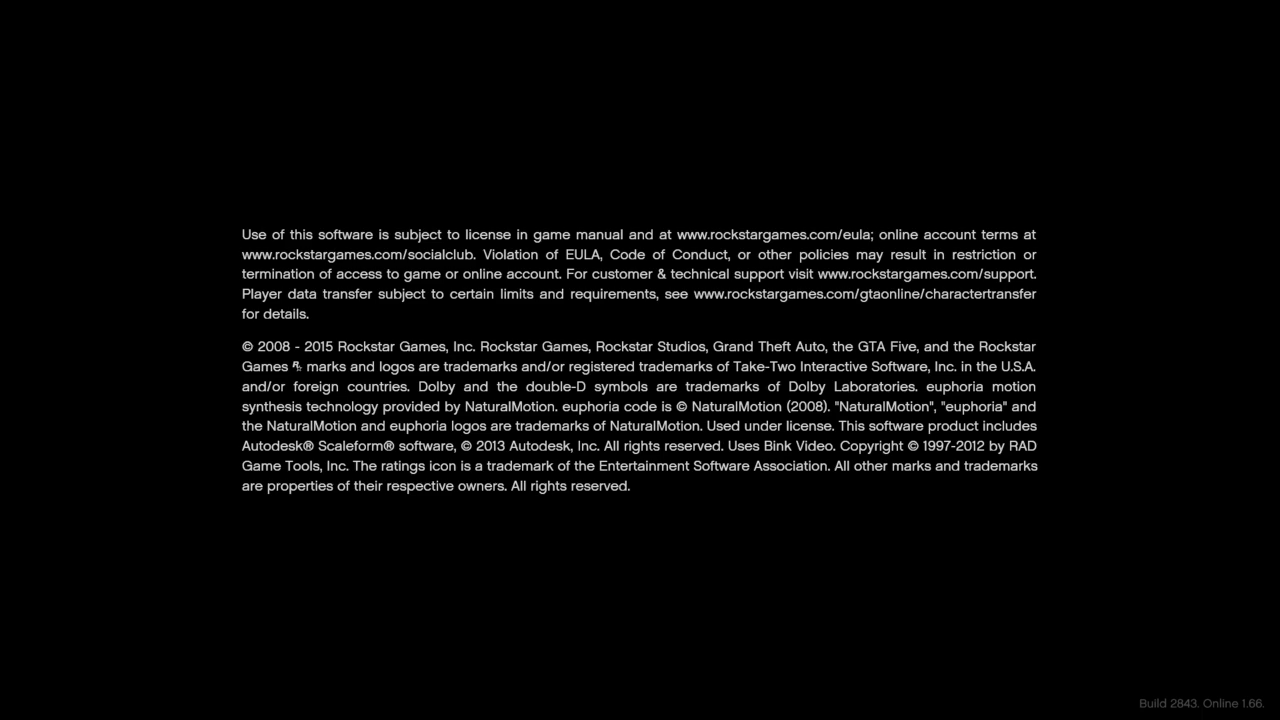 Use of this software is subject to license in game manual and at www.rockstargames.com/eula; online account terms at
www.rockstargames.com/socialclub. Violation of EULA, Code of Conduct, or other policies may result in restriction or
termination of access to game or online account. For customer & technical support visit www.rockstargames.com/support.
Player data transfer subject to certain limits and requirements, see www.rockstargames.com/gtaonline/charactertransfer
for details.
© 2008 - 2015 Rockstar Games, Inc. Rockstar Games, Rockstar Studios, Grand Theft Auto, the GTA Five, and the Rockstar
Games R* marks and logos are trademarks and/or registered trademarks of Take-Two Interactive Software, Inc. in the U.S.A.
and/or foreign countries. Dolby and the double-D symbols are trademarks of Dolby Laboratories. euphoria motion
synthesis technology provided by NaturalMotion. euphoria code is © NaturalMotion (2008). "NaturalMotion", "euphoria" and
the NaturalMotion and euphoria logos are trademarks of NaturalMotion. Used under license. This software product includes
Autodesk® Scaleform® software, © 2013 Autodesk, Inc. All rights reserved. Uses Bink Video. Copyright © 1997-2012 by RAD
Game Tools, Inc. The ratings icon is a trademark of the Entertainment Software Association. All other marks and trademarks
are properties of their respective owners. All rights reserved.
Build 2843. Online 1.66.